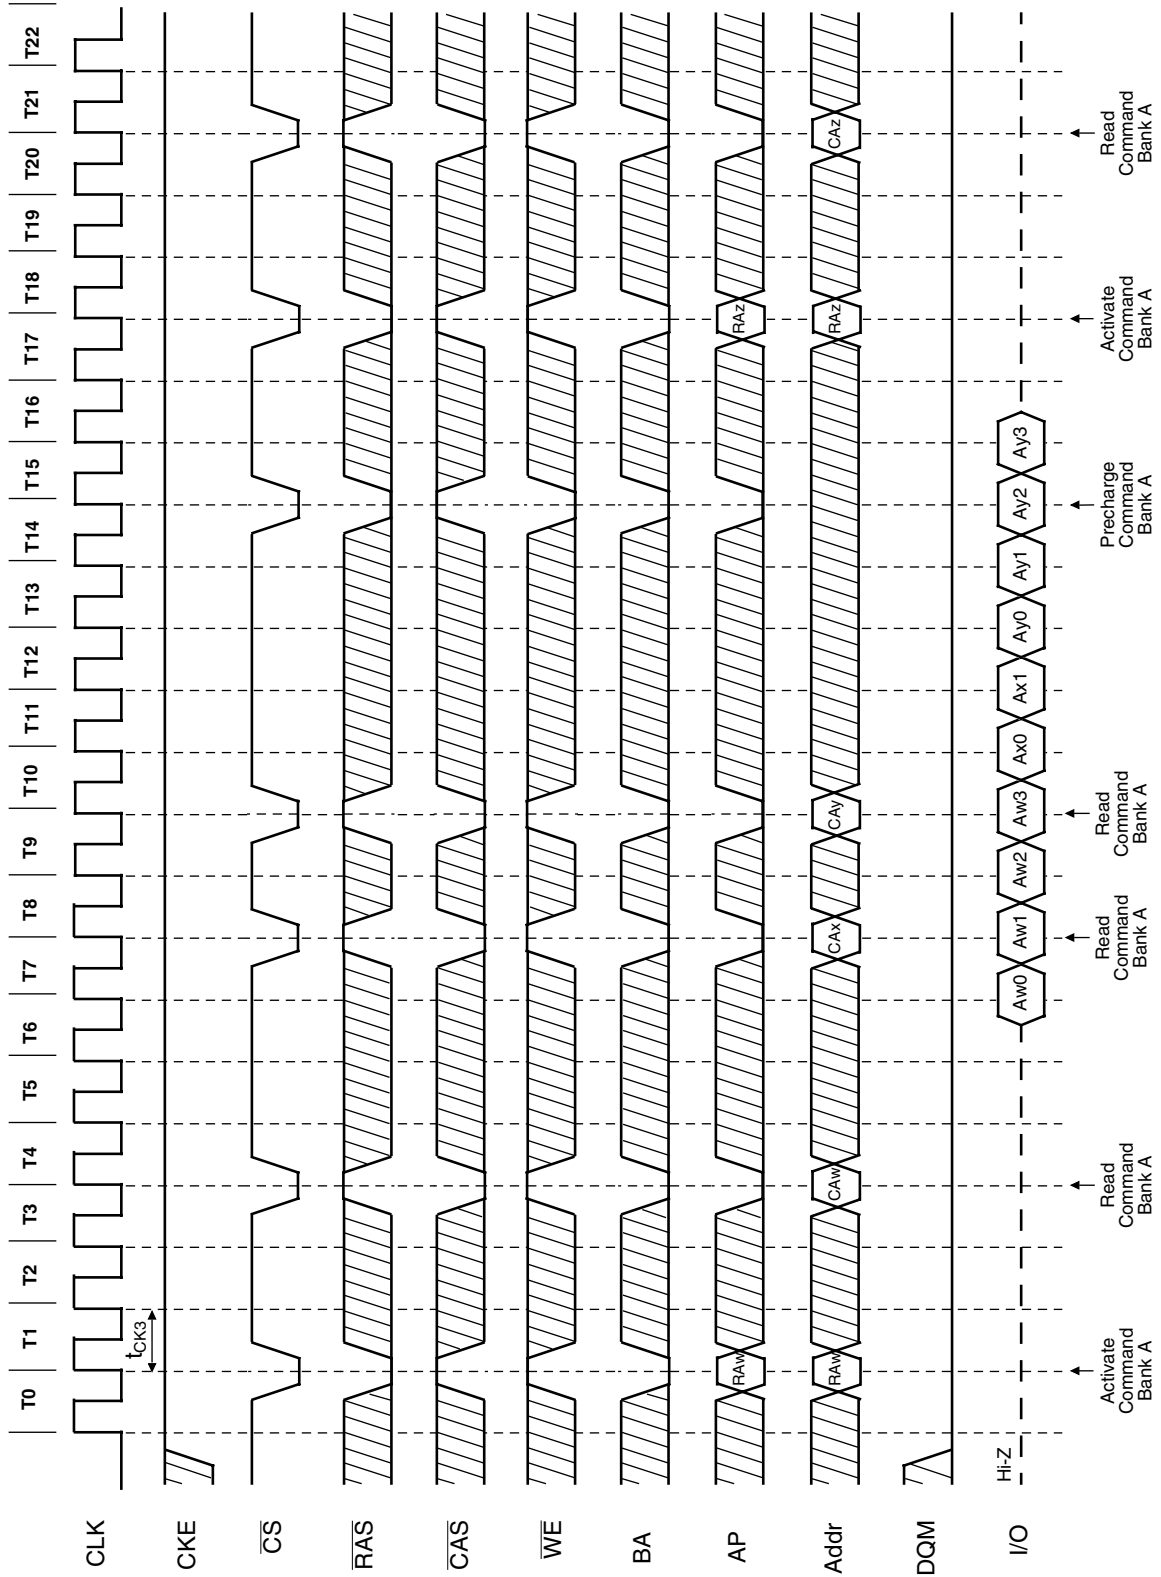 T0 T1 T2 T3 T4 T5 T6 T7 T8 T9 T10 T11 T12 T13 T14 T15 T16 T17 T18 T19 T20 T21 T22
CLK
tCK3
CKE
CS
RAS
CAS
WE
BA
AP
RAw
RAz
Addr
RAw
CAw
CAx
CAy
RAz
CAz
DQM
I/O
Hi-Z
Aw0 Aw1 Aw2 Aw3 Ax0 Ax1 Ay0 Ay1 Ay2 Ay3
Activate
Command
Bank A
Read
Command
Bank A
Read
Command
Bank A
Read
Command
Bank A
Precharge
Command
Bank A
Activate
Command
Bank A
Read
Command
Bank A